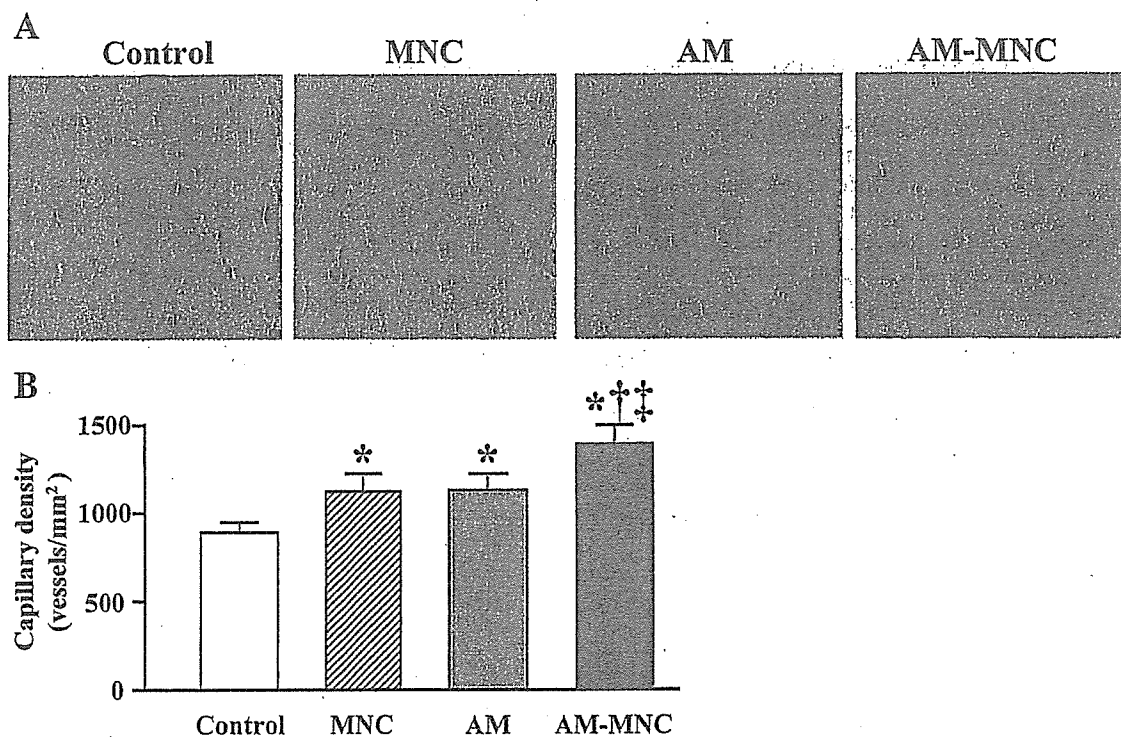 A
Control MNC AM AM-MNC
B
Capillary density
(vessels/mm²)
1500
1000
500
0
* * *†‡
Control MNC AM AM-MNC